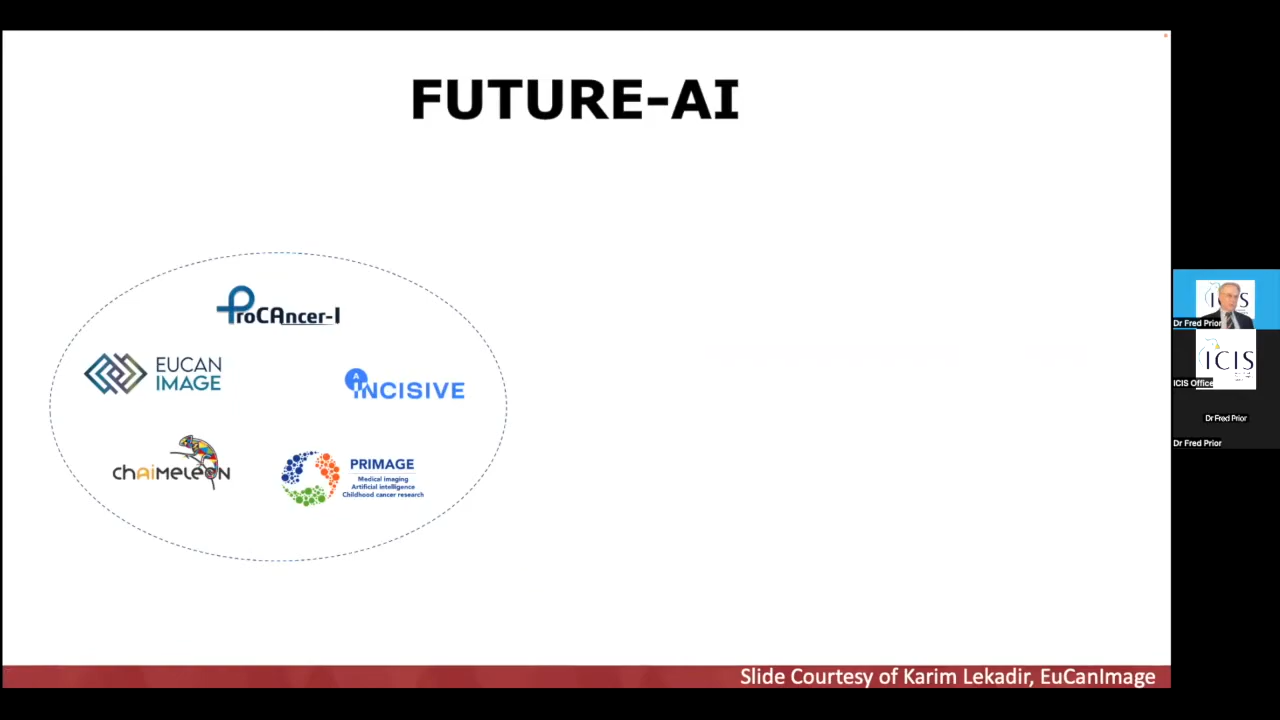 FUTURE-AI
ProCAncer-I
EUCAN
IMAGE
AI
INCISIVE
chAiMELEON
PRIMAGE
Medical imaging
Artificial intelligence
Childhood cancer research
Slide Courtesy of Karim Lekadir, EuCanImage
ICIS
Dr Fred Prior
ICIS
ICIS Office
Dr Fred Prior
Dr Fred Prior